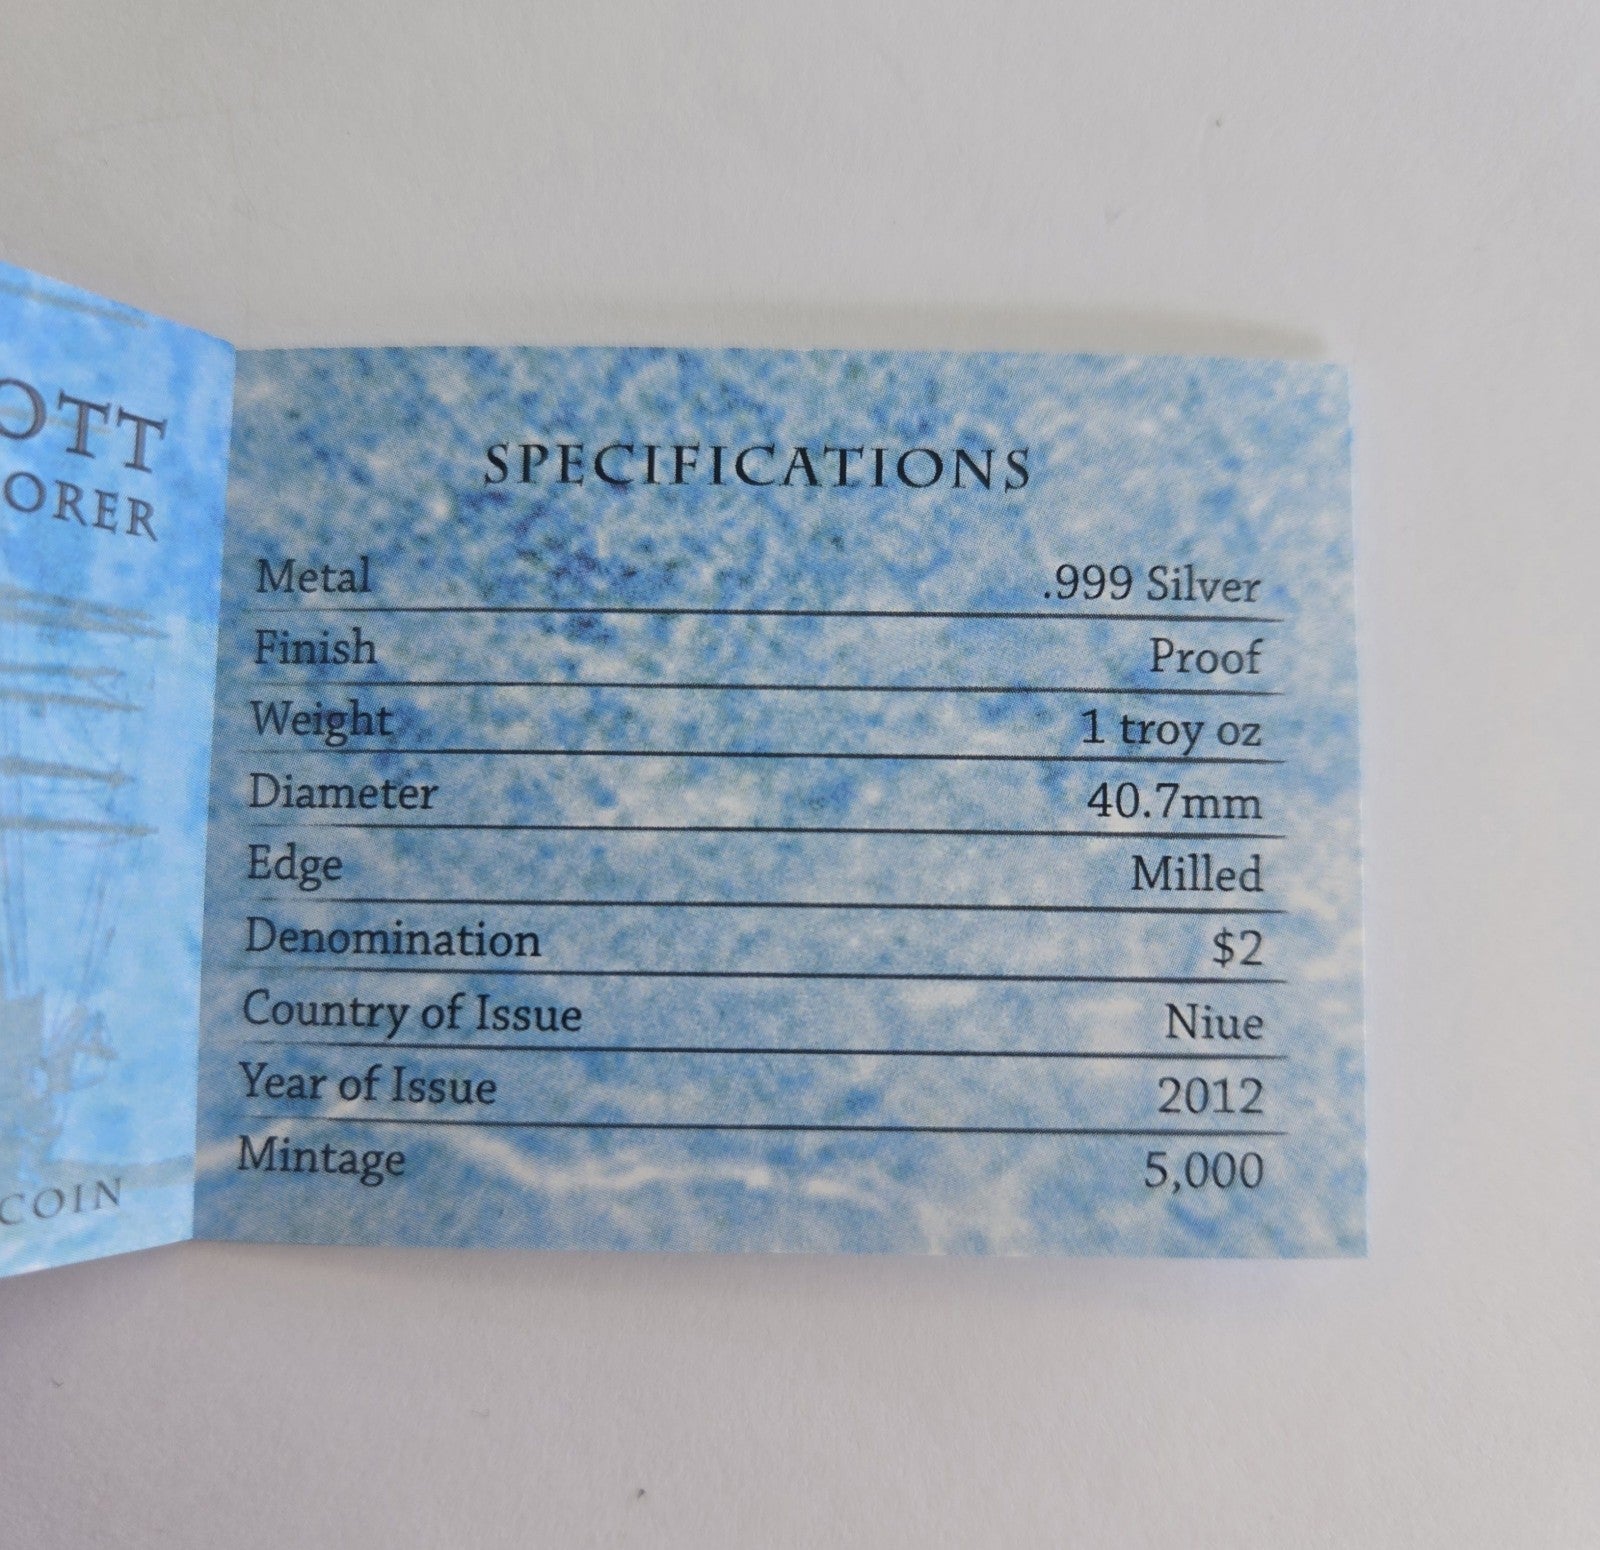 OTT
ORER
COIN
SPECIFICATIONS
Metal .999 Silver
Finish Proof
Weight 1 troy oz
Diameter 40.7mm
Edge Milled
Denomination $2
Country of Issue Niue
Year of Issue 2012
Mintage 5,000